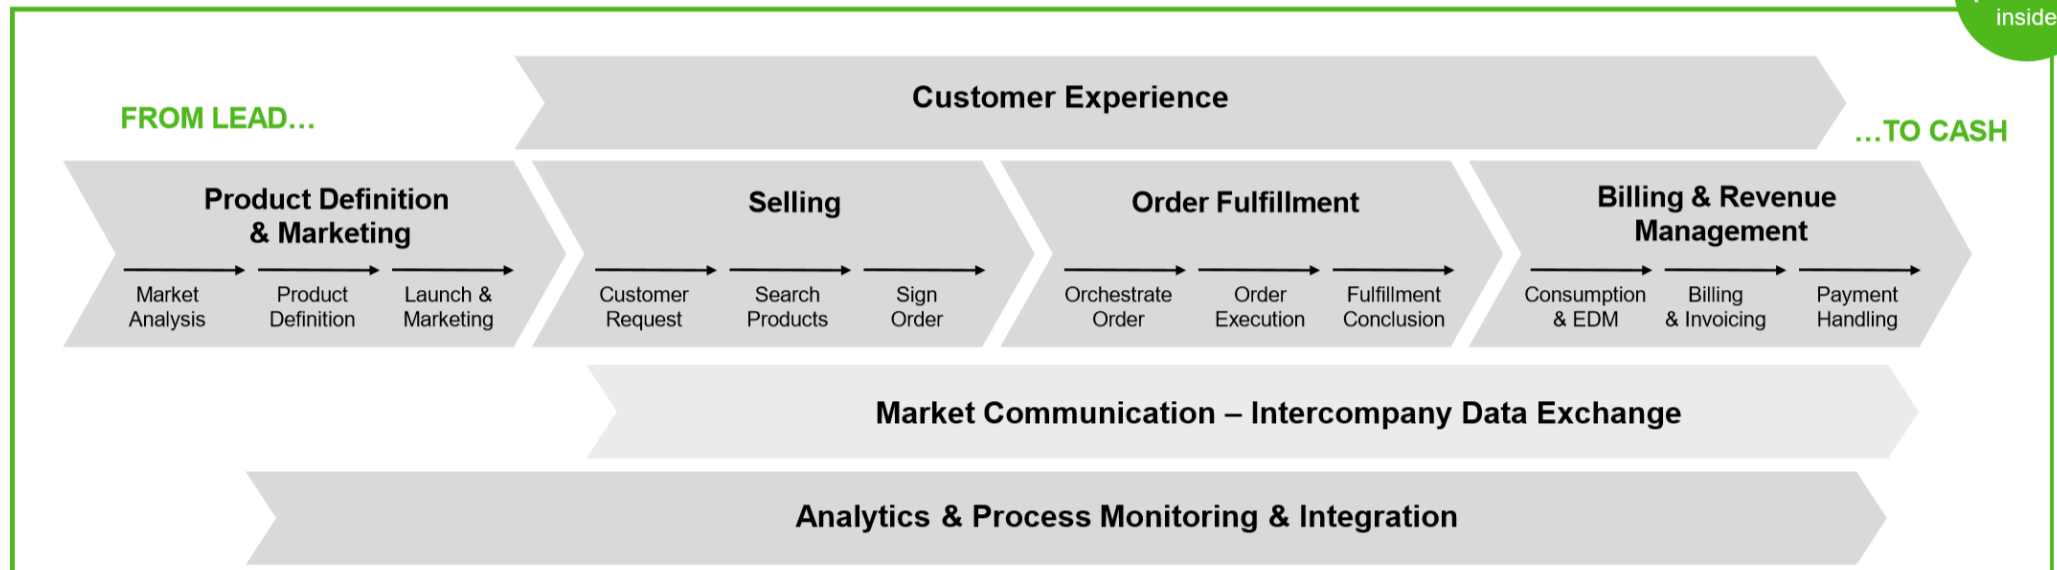 inside
Customer Experience
FROM LEAD...
...TO CASH
Product Definition
& Marketing
Market
Analysis
Product
Definition
Launch &
Marketing
Selling
Customer
Request
Search
Products
Sign
Order
Order Fulfillment
Orchestrate
Order
Order
Execution
Fulfillment
Conclusion
Billing & Revenue
Management
Consumption
& EDM
Billing
& Invoicing
Payment
Handling
Market Communication – Intercompany Data Exchange
Analytics & Process Monitoring & Integration